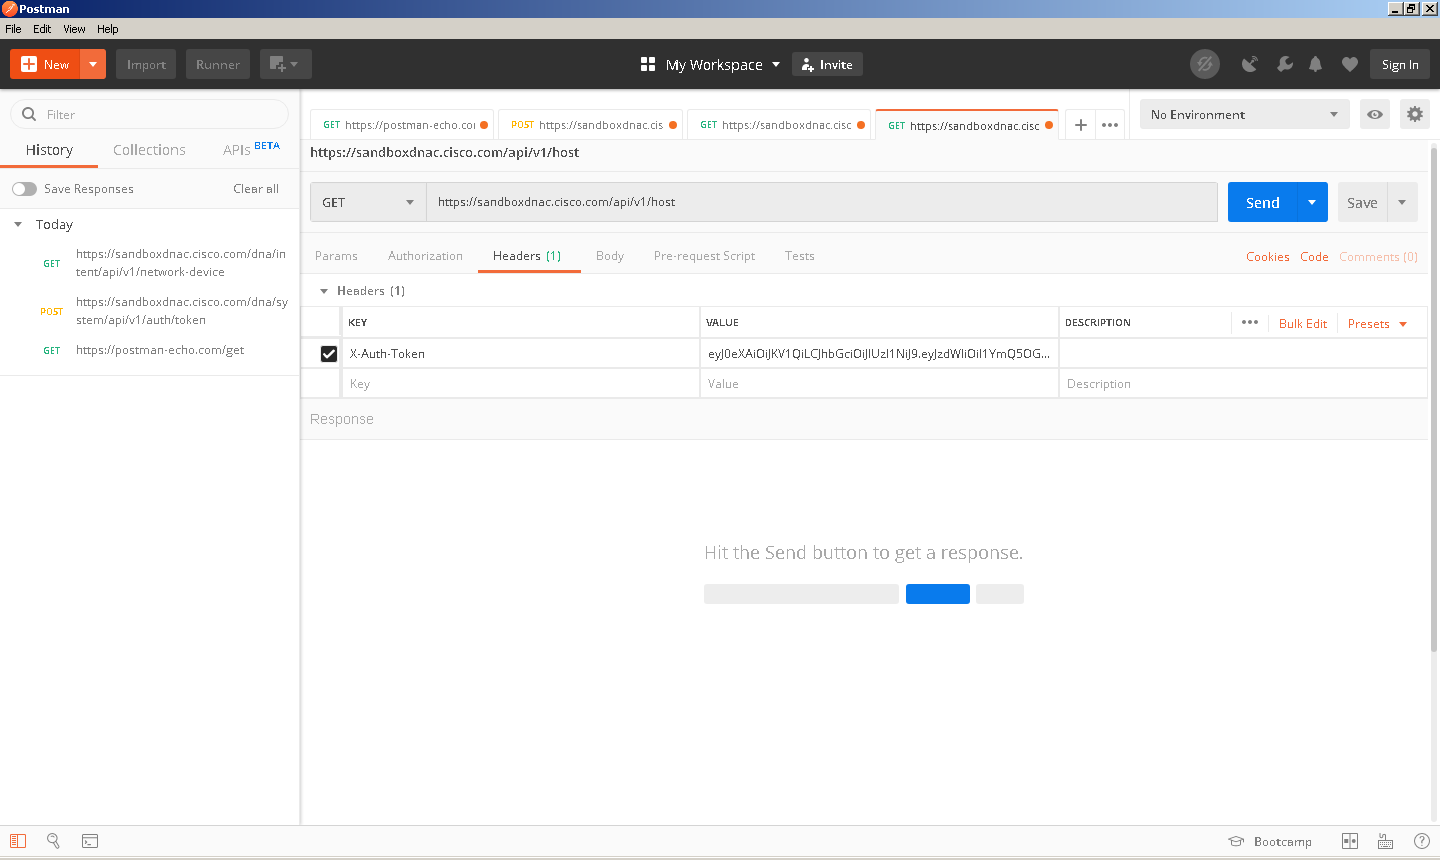 Postman
File Edit View Help
New Import Runner My Workspace Invite Sign In
Filter
History Collections APIs BETA
Save Responses Clear all
Today
GET https://sandboxdnac.cisco.com/dna/in
tent/api/v1/network-device
POST https://sandboxdnac.cisco.com/dna/sy
stem/api/v1/auth/token
GET https://postman-echo.com/get
GET https://postman-echo.co POST https://sandboxdnac.cis GET https://sandboxdnac.cisc GET https://sandboxdnac.cisc
No Environment
https://sandboxdnac.cisco.com/api/v1/host
GET https://sandboxdnac.cisco.com/api/v1/host Send Save
Params Authorization Headers (1) Body Pre-request Script Tests Cookies Code Comments (0)
Headers (1)
KEY VALUE DESCRIPTION Bulk Edit Presets
X-Auth-Token eyJ0eXAiOiJKV1QiLCJhbGciOiJIUzI1NiJ9.eyJzdWIiOiI1YmQ5OG...
Key Value Description
Response
Hit the Send button to get a response.
Bootcamp